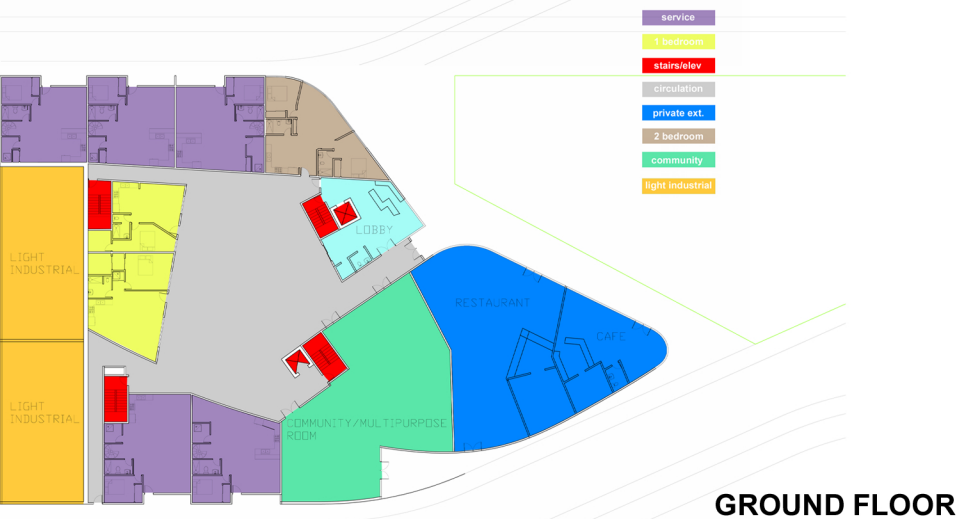 service
1 bedroom
stairs/elev
circulation
private ext.
2 bedroom
community
light industrial
LOBBY
LIGHT
INDUSTRIAL
RESTAURANT
CAFE
LIGHT
INDUSTRIAL
COMMUNITY/MULTIPURPOSE
ROOM
GROUND FLOOR